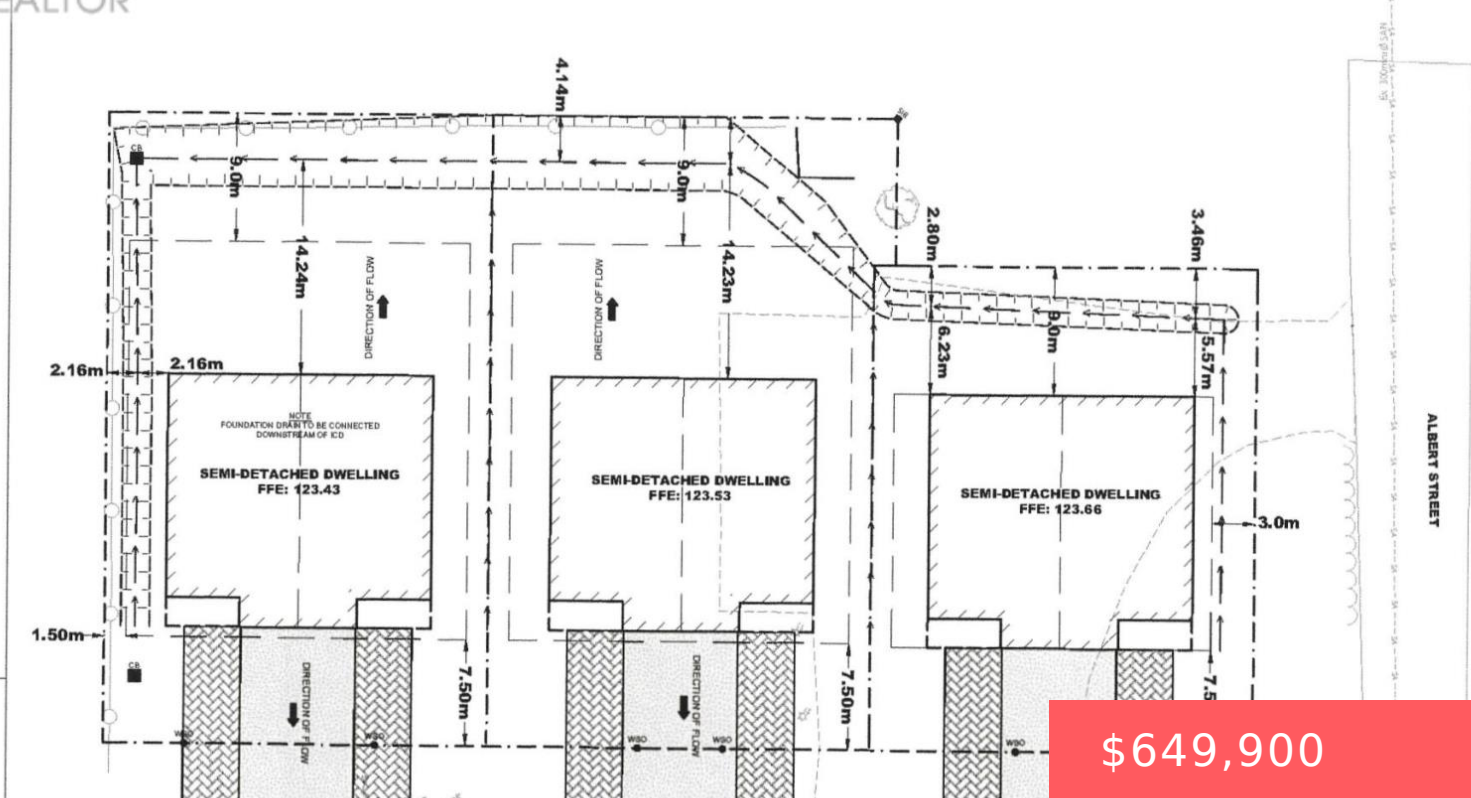 4.14m
CB
9.0m
9.0m
2.80m
3.46m
14.24m
14.23m
DIRECTION OF FLOW
DIRECTION OF FLOW
9.0m
6.23m
5.57m
2.16m
2.16m
NOTE
FOUNDATION DRAIN TO BE CONNECTED
DOWNSTREAM OF ICD
SEMI-DETACHED DWELLING
FFE: 123.43
SEMI-DETACHED DWELLING
FFE: 123.53
SEMI-DETACHED DWELLING
FFE: 123.66
3.0m
ALBERT STREET
1.50m
CB
7.50m
7.50m
7.5
DIRECTION OF FLOW
DIRECTION OF FLOW
WSO
WSO
WSO
WSO
WSO
$649,900